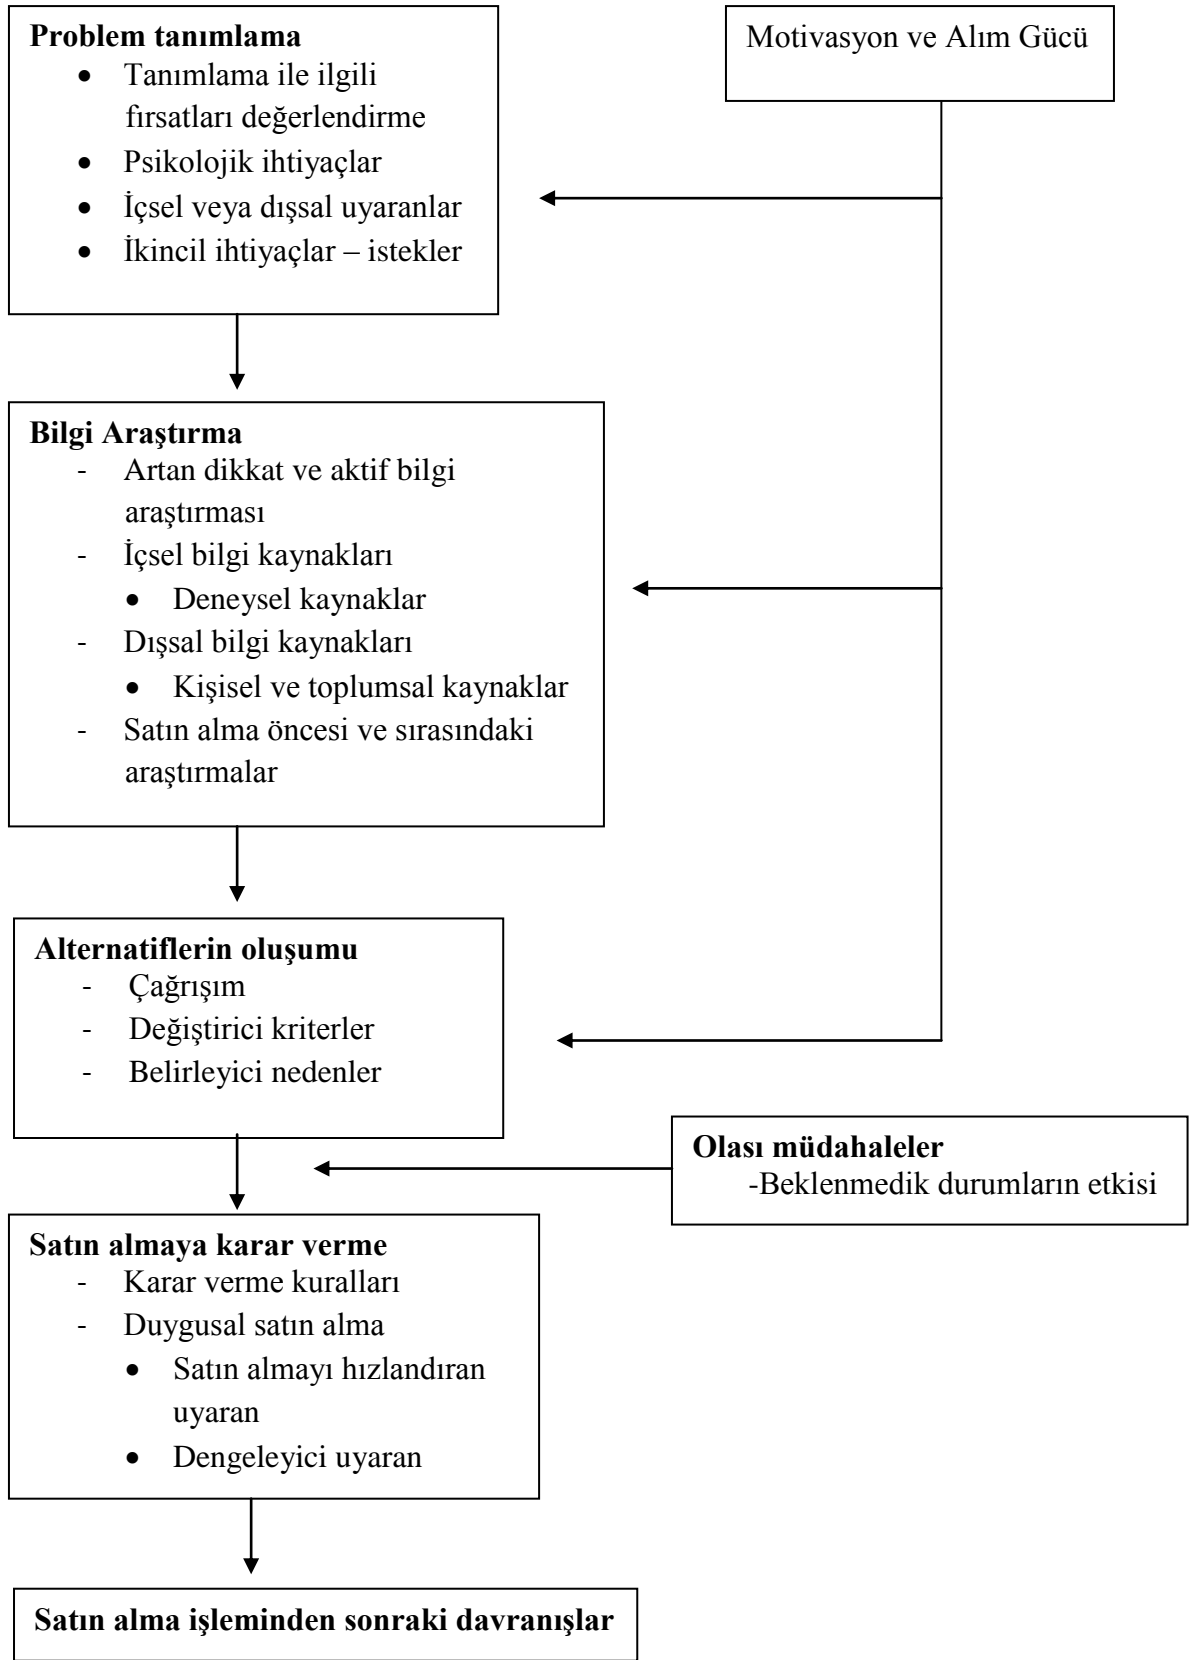 Problem tanımlama
• Tanımlama ile ilgili
fırsatları değerlendirme
• Psikolojik ihtiyaçlar
• İçsel veya dışsal uyaranlar
• İkincil ihtiyaçlar – istekler
Motivasyon ve Alım Gücü
Bilgi Araştırma
- Artan dikkat ve aktif bilgi
araştırması
- İçsel bilgi kaynakları
• Deneysel kaynaklar
- Dışsal bilgi kaynakları
• Kişisel ve toplumsal kaynaklar
- Satın alma öncesi ve sırasındaki
araştırmalar
Alternatiflerin oluşumu
- Çağrışım
- Değiştirici kriterler
- Belirleyici nedenler
Olası müdahaleler
-Beklenmedik durumların etkisi
Satın almaya karar verme
- Karar verme kuralları
- Duygusal satın alma
• Satın almayı hızlandıran
uyaran
• Dengeleyici uyaran
Satın alma işleminden sonraki davranışlar